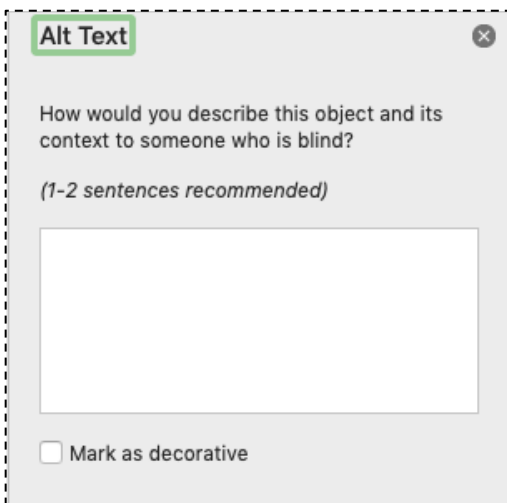 Alt Text
How would you describe this object and its
context to someone who is blind?
(1-2 sentences recommended)
Mark as decorative